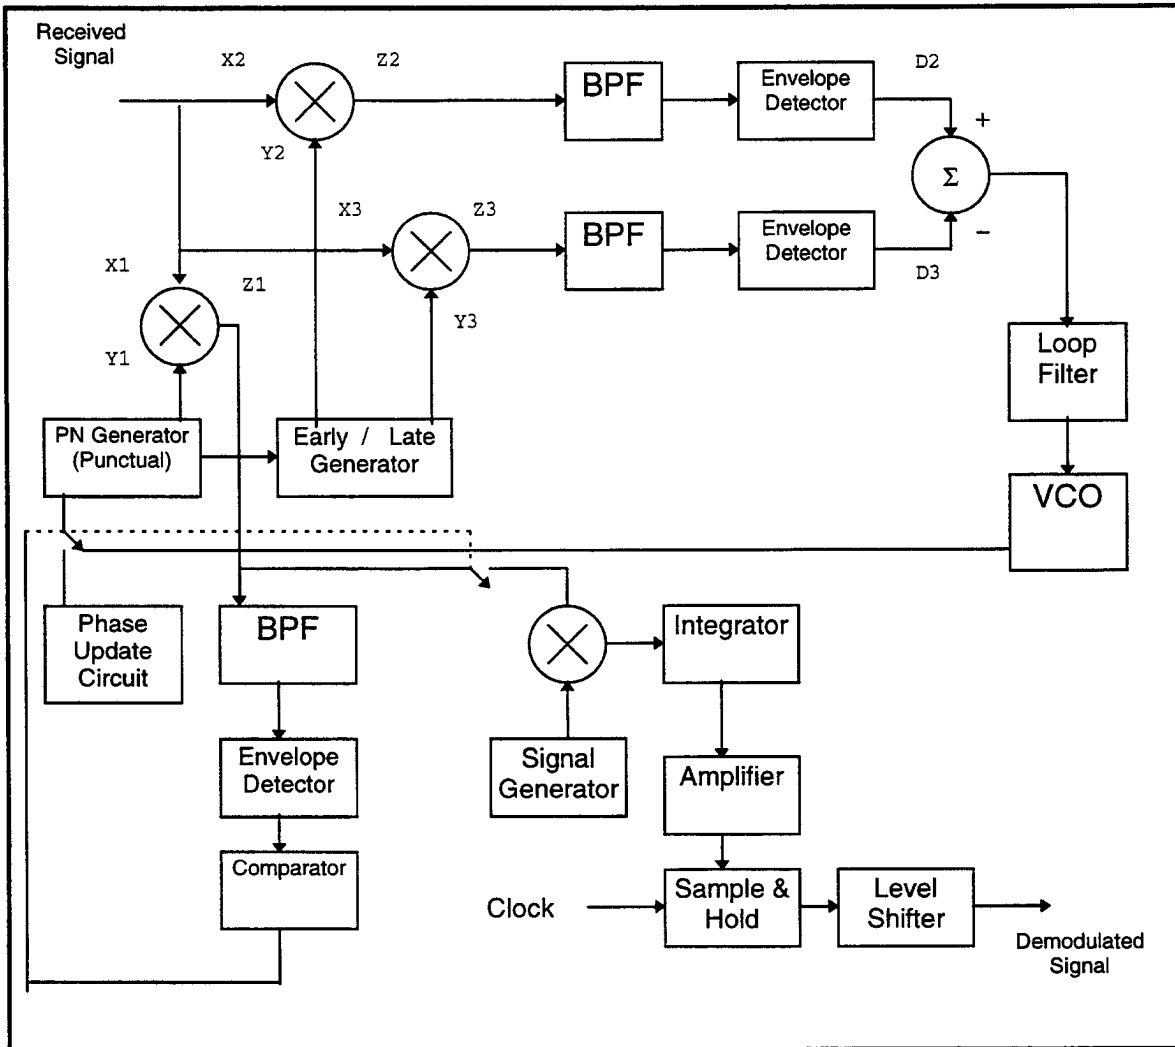 Received
Signal
X2
Z2
BPF
Envelope
Detector
D2
+
Y2
Σ
X3
Z3
BPF
Envelope
Detector
−
D3
X1
Z1
Y3
Y1
Loop
Filter
PN Generator
(Punctual)
Early / Late
Generator
VCO
Phase
Update
Circuit
BPF
Integrator
Envelope
Detector
Signal
Generator
Amplifier
Comparator
Clock
Sample &
Hold
Level
Shifter
Demodulated
Signal